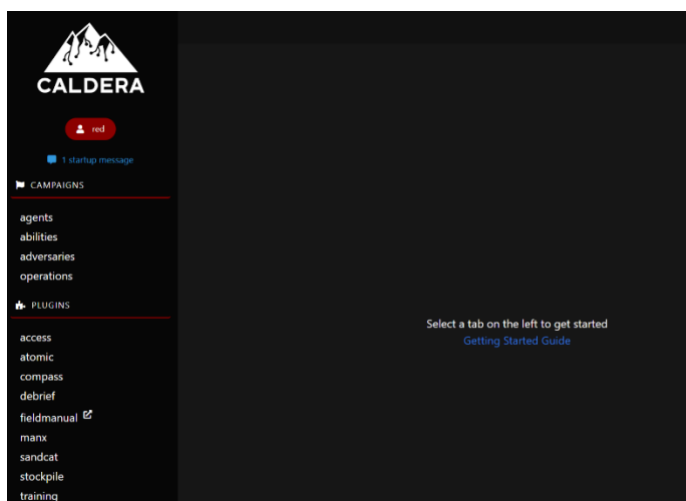 CALDERA
red
1 startup message
CAMPAIGNS
agents
abilities
adversaries
operations
PLUGINS
access
atomic
compass
debrief
fieldmanual
manx
sandcat
stockpile
training
Select a tab on the left to get started
Getting Started Guide